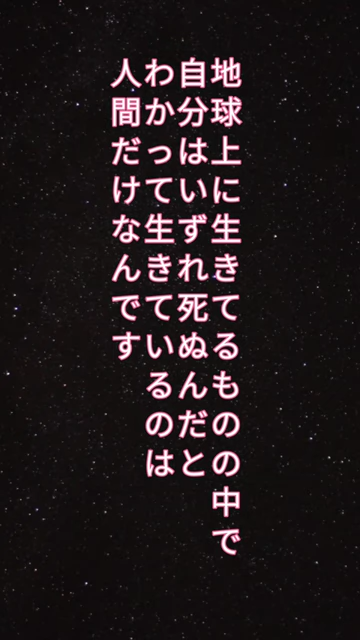 地球上に生きてるものの中で
自分はいずれ死ぬんだと
わかって生きているのは
人間だけなんです